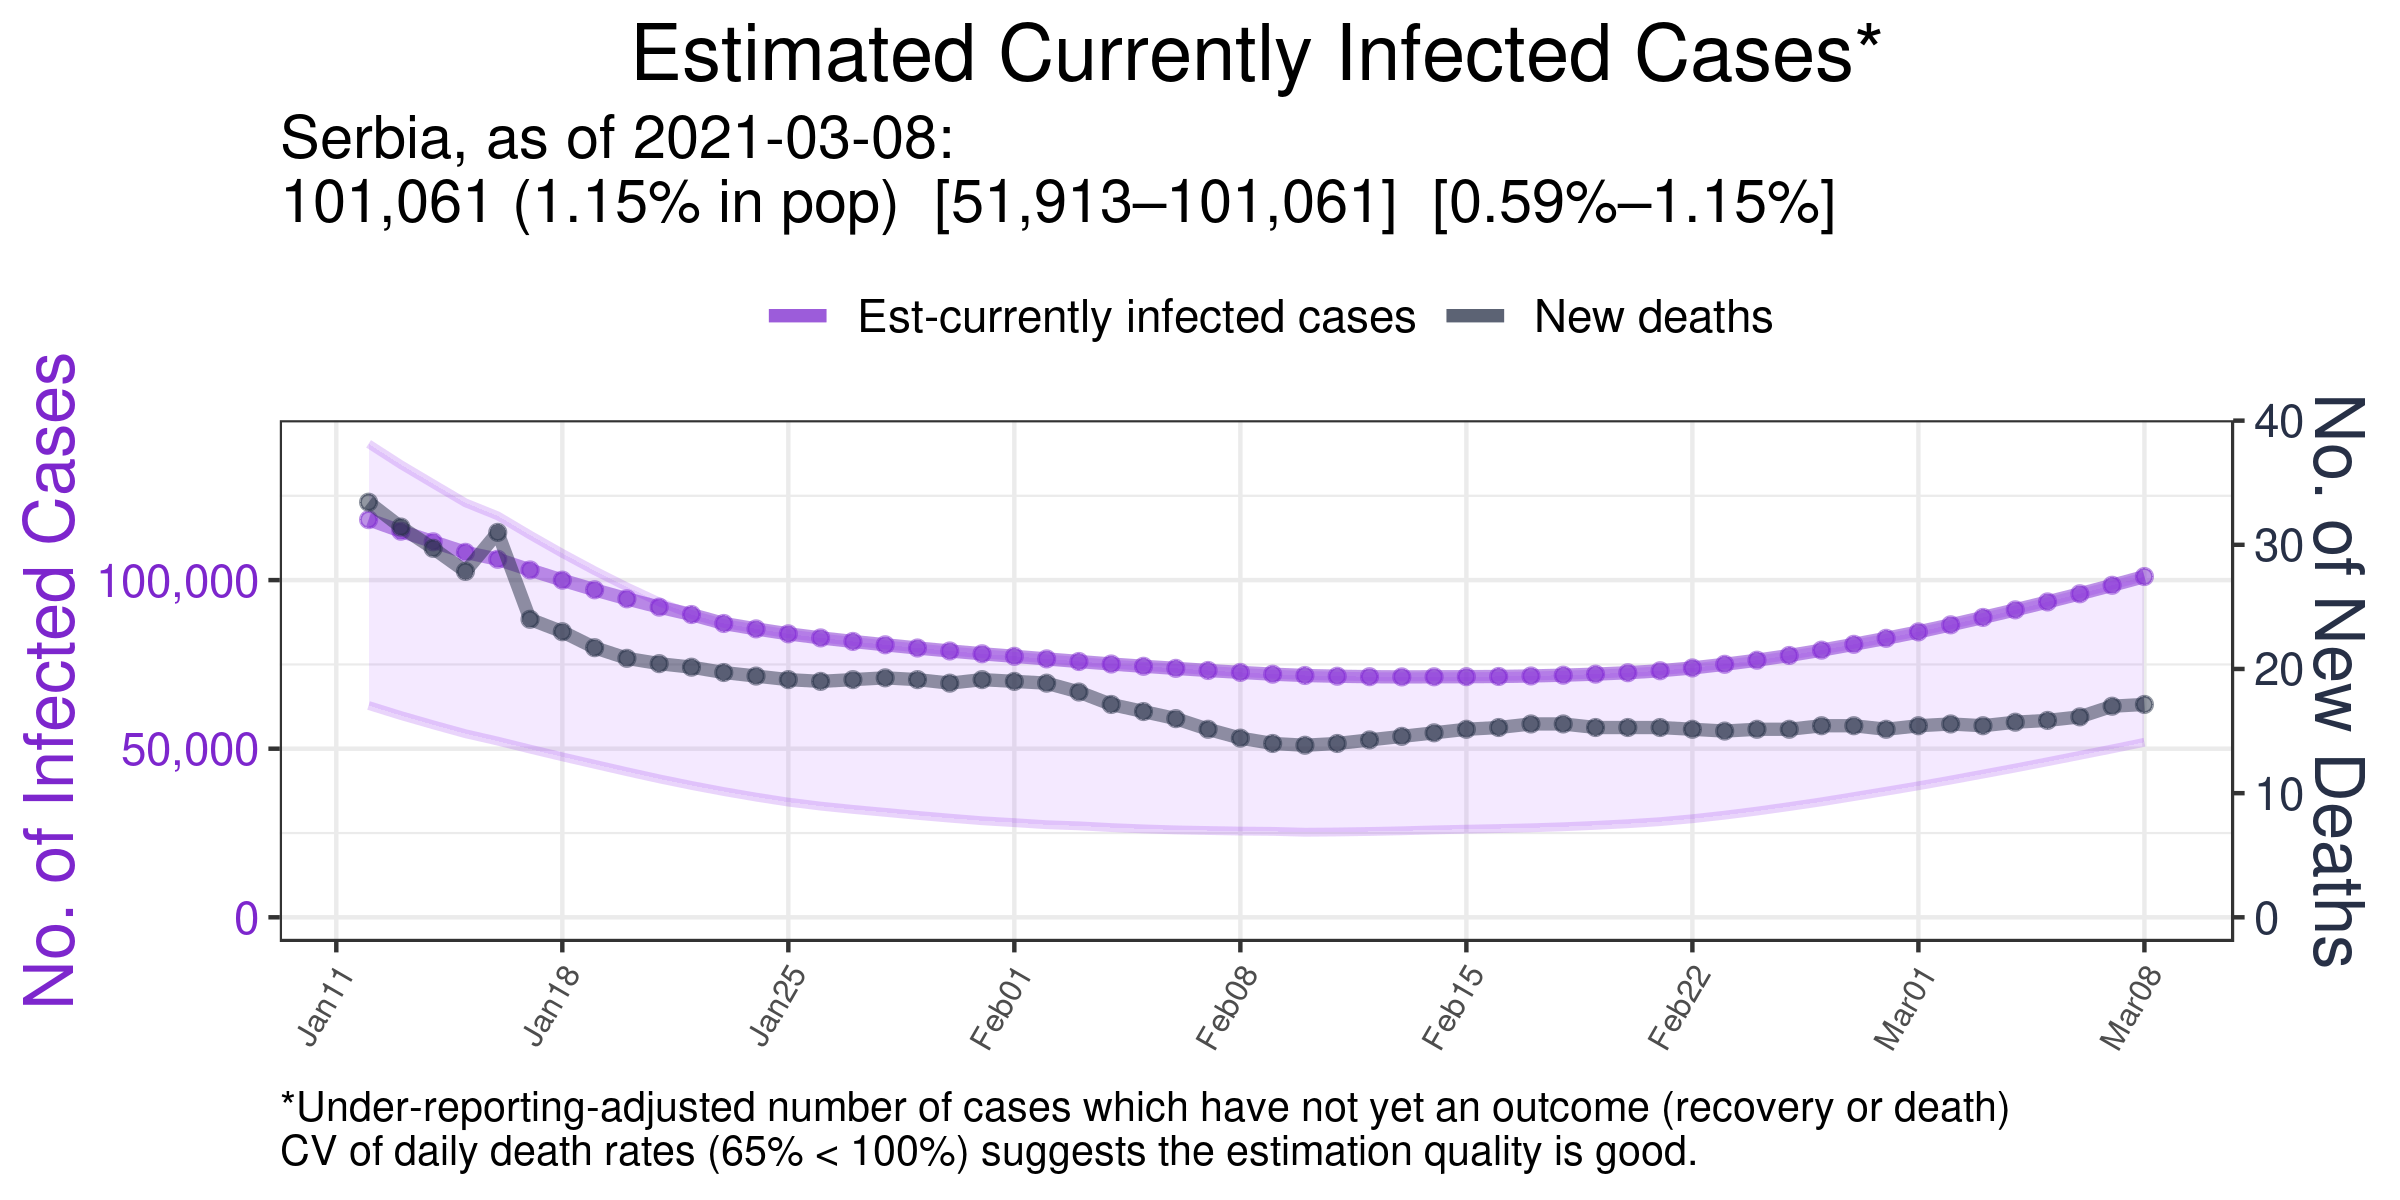 Estimated Currently Infected Cases*
Serbia, as of 2021-03-08:
101,061 (1.15% in pop)  [51,913–101,061]  [0.59%–1.15%]
Est-currently infected cases
New deaths
No. of Infected Cases
100,000
50,000
0
40
30
20
10
0
No. of New Deaths
Jan11
Jan18
Jan25
Feb01
Feb08
Feb15
Feb22
Mar01
Mar08
*Under-reporting-adjusted number of cases which have not yet an outcome (recovery or death)
CV of daily death rates (65% < 100%) suggests the estimation quality is good.